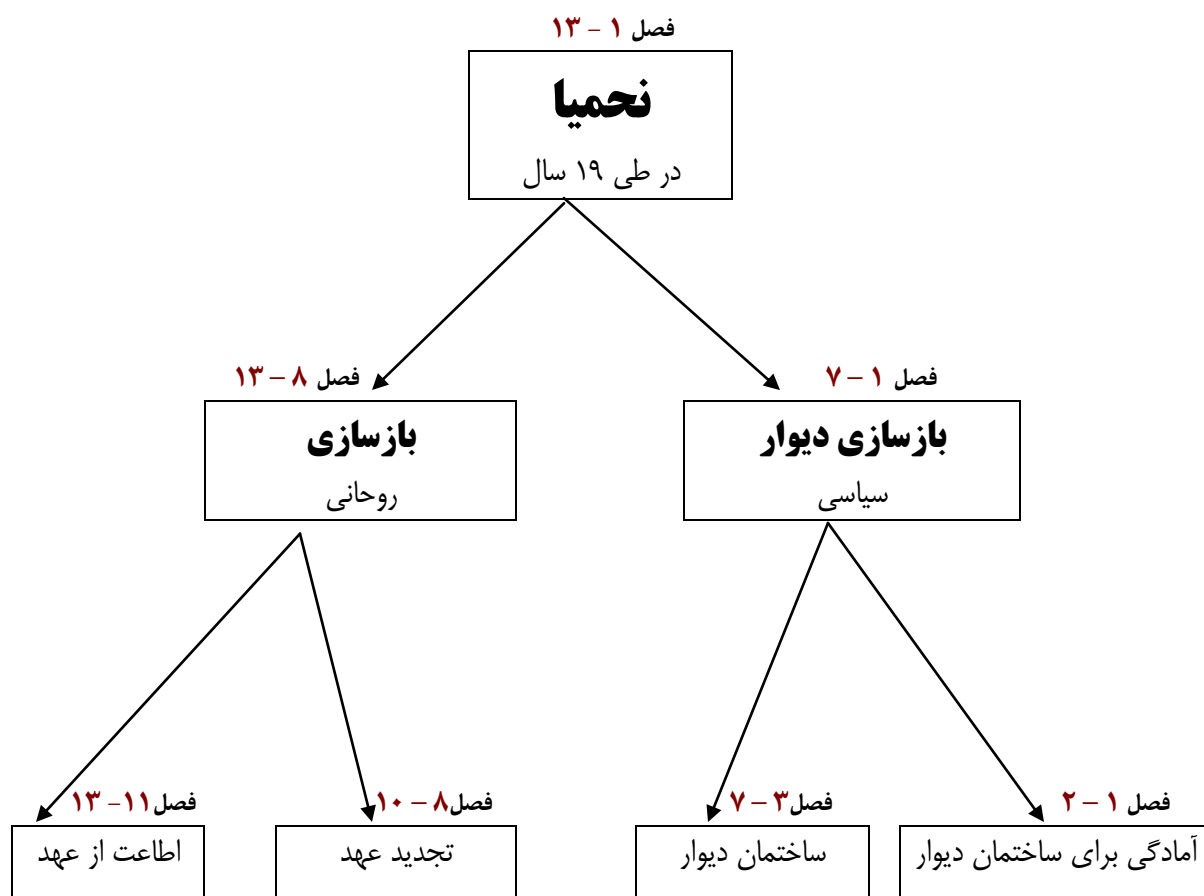 فصل ۱ – ۱۳
نحمیا
در طی ۱۹ سال
فصل ۱ – ۷
بازسازی دیوار
سیاسی
فصل ۸ – ۱۳
بازسازی
روحانی
فصل ۱ – ۲
آمادگی برای ساختمان دیوار
فصل۳ – ۷
ساختمان دیوار
فصل۸ – ۱۰
تجدید عهد
فصل۱۱- ۱۳
اطاعت از عهد